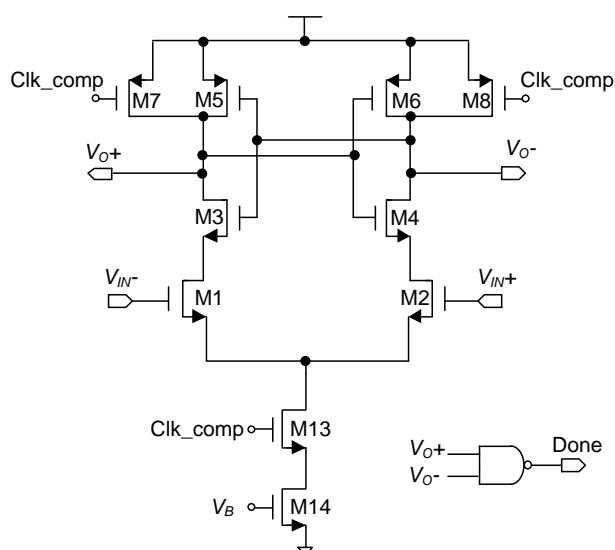 Clk_comp
M7
M5
M6
M8
Clk_comp
VO+
VO-
M3
M4
VIN-
M1
M2
VIN+
Clk_comp
M13
VB
M14
VO+
VO-
Done